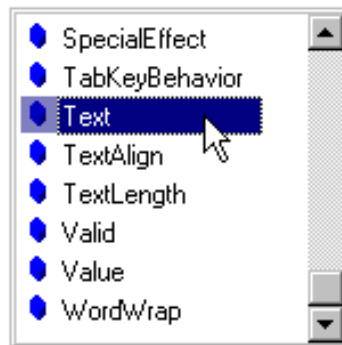 SpecialEffect
TabKeyBehavior
Text
TextAlign
TextLength
Valid
Value
WordWrap